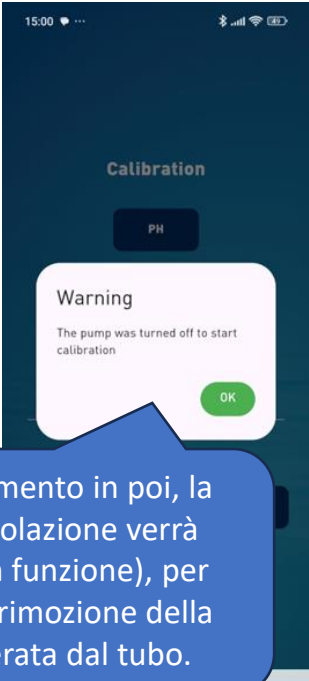 15:00
49
Calibration
PH
Warning
The pump was turned off to start
calibration
OK
mento in poi, la
olazione verrà
funzione), per
rimozione della
erata dal tubo.